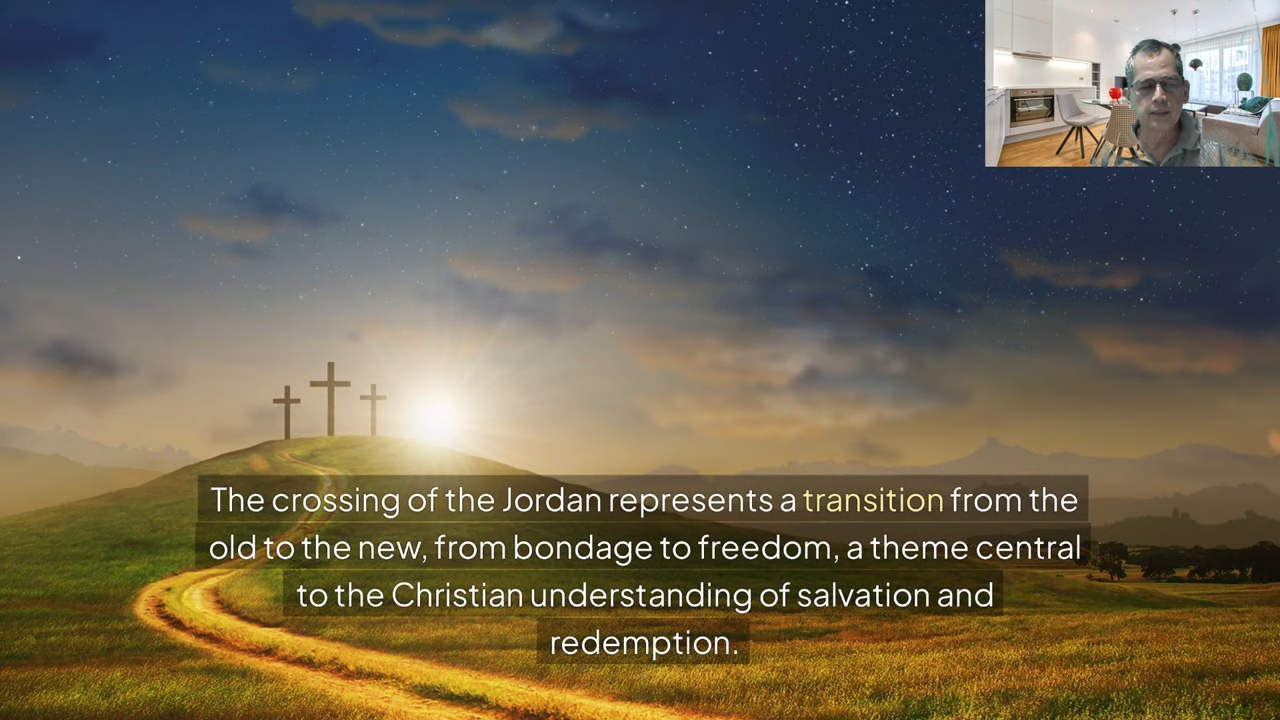 The crossing of the Jordan represents a transition from the
old to the new, from bondage to freedom, a theme central
to the Christian understanding of salvation and
redemption.